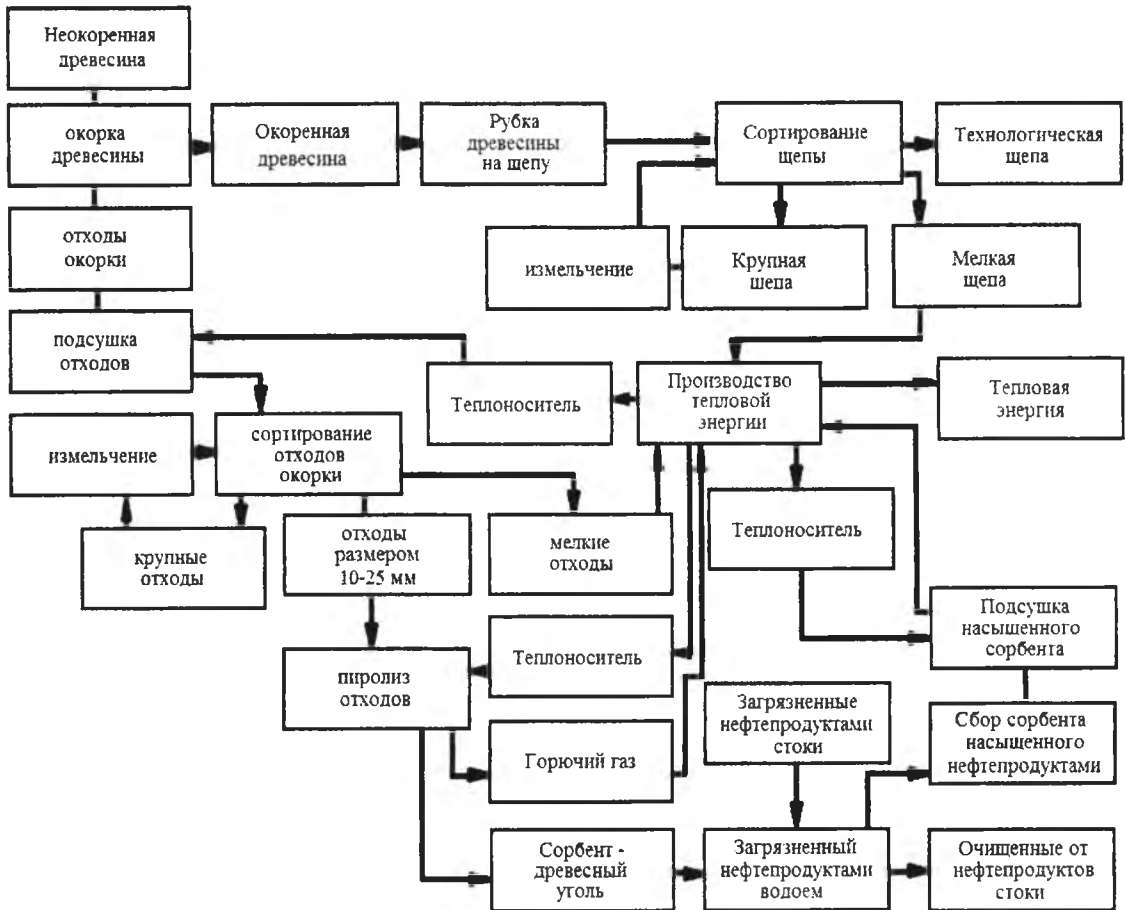 Неокоренная
древесина
окорка
древесины
Окоренная
древесина
Рубка
древесины
на щепу
Сортирование
щепы
Технологическая
щепа
отходы
окорки
измельчение
Крупная
щепа
Мелкая
щепа
подсушка
отходов
Теплоноситель
Производство
тепловой
энергии
Тепловая
энергия
измельчение
сортирование
отходов
окорки
крупные
отходы
отходы
размером
10-25 мм
мелкие
отходы
Теплоноситель
Подсушка
насыщенного
сорбента
пиролиз
отходов
Теплоноситель
Загрязненные
нефтепродуктами
стоки
Сбор сорбента
насыщенного
нефтепродуктами
Горючий газ
Сорбент -
древесный
уголь
Загрязненный
нефтепродуктами
водоем
Очищенные от
нефтепродуктов
стоки